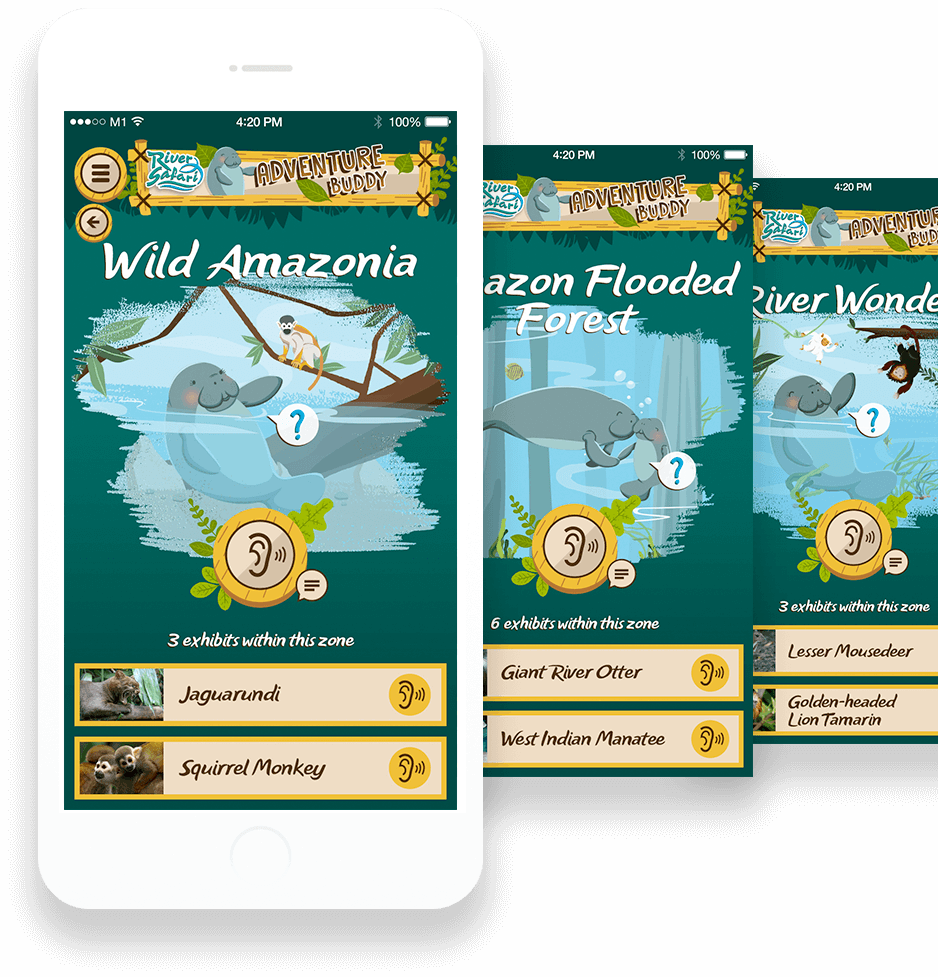 M1
4:20 PM
100%
River
Safari
ADVENTURE
BUDDY
Wild Amazonia
?
3 exhibits within this zone
Jaguarundi
Squirrel Monkey
4:20 PM
100%
River
Safari
ADVENTURE
BUDDY
azon Flooded
Forest
?
6 exhibits within this zone
Giant River Otter
West Indian Manatee
4:20 PM
River
Safari
ADVENTUR
BUD
River Wonde
?
3 exhibits within this zone
Lesser Mousedeer
Golden-headed
Lion Tamarin